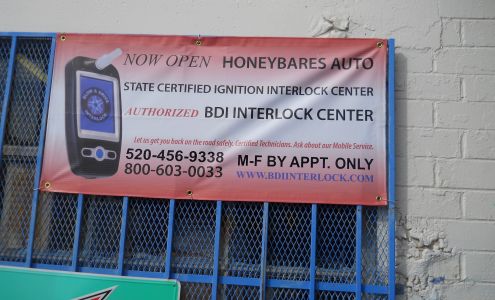 NOW OPEN HONEYBARES AUTO
STATE CERTIFIED IGNITION INTERLOCK CENTER
AUTHORIZED BDI INTERLOCK CENTER
Let us get you back on the road safely. Certified Technicians. Ask about our Mobile Service.
520-456-9338 M-F BY APPT. ONLY
800-603-0033 WWW.BDIINTERLOCK.COM
INTERLOCK